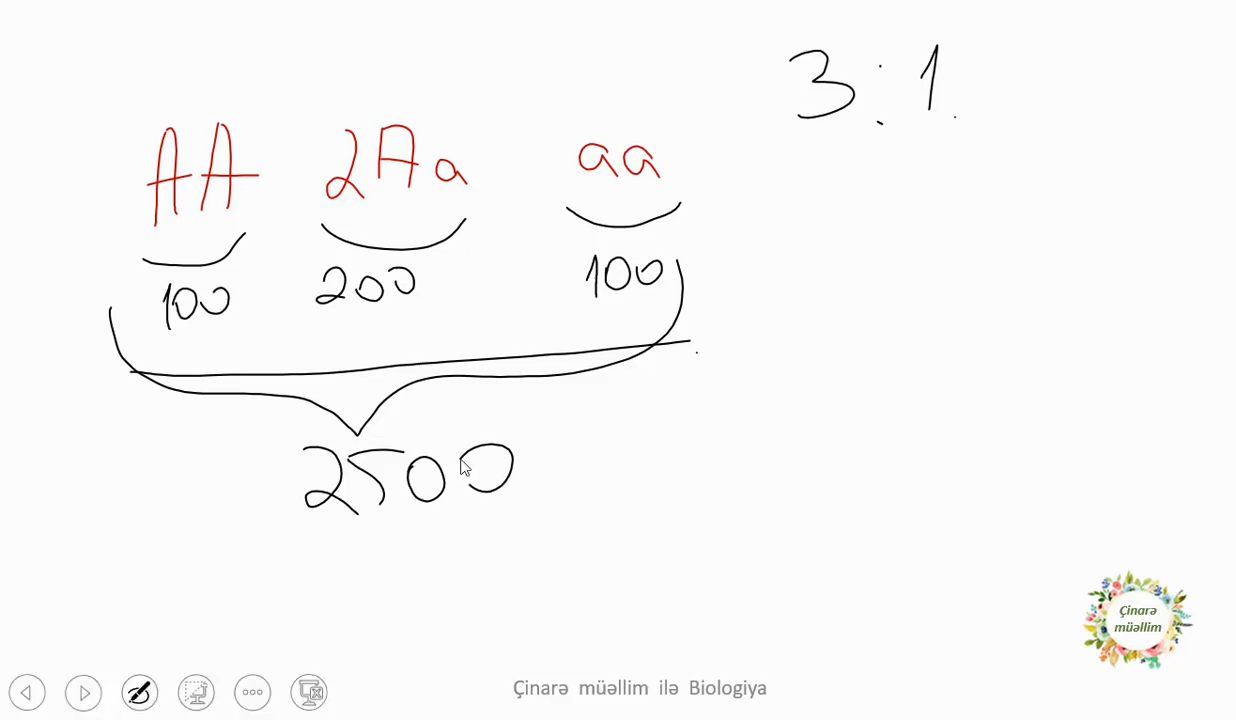 3:1.
AA 2Aa aa
100 200 100
2500
Çinarə
müəllim
Çinarə müəllim ilə Biologiya